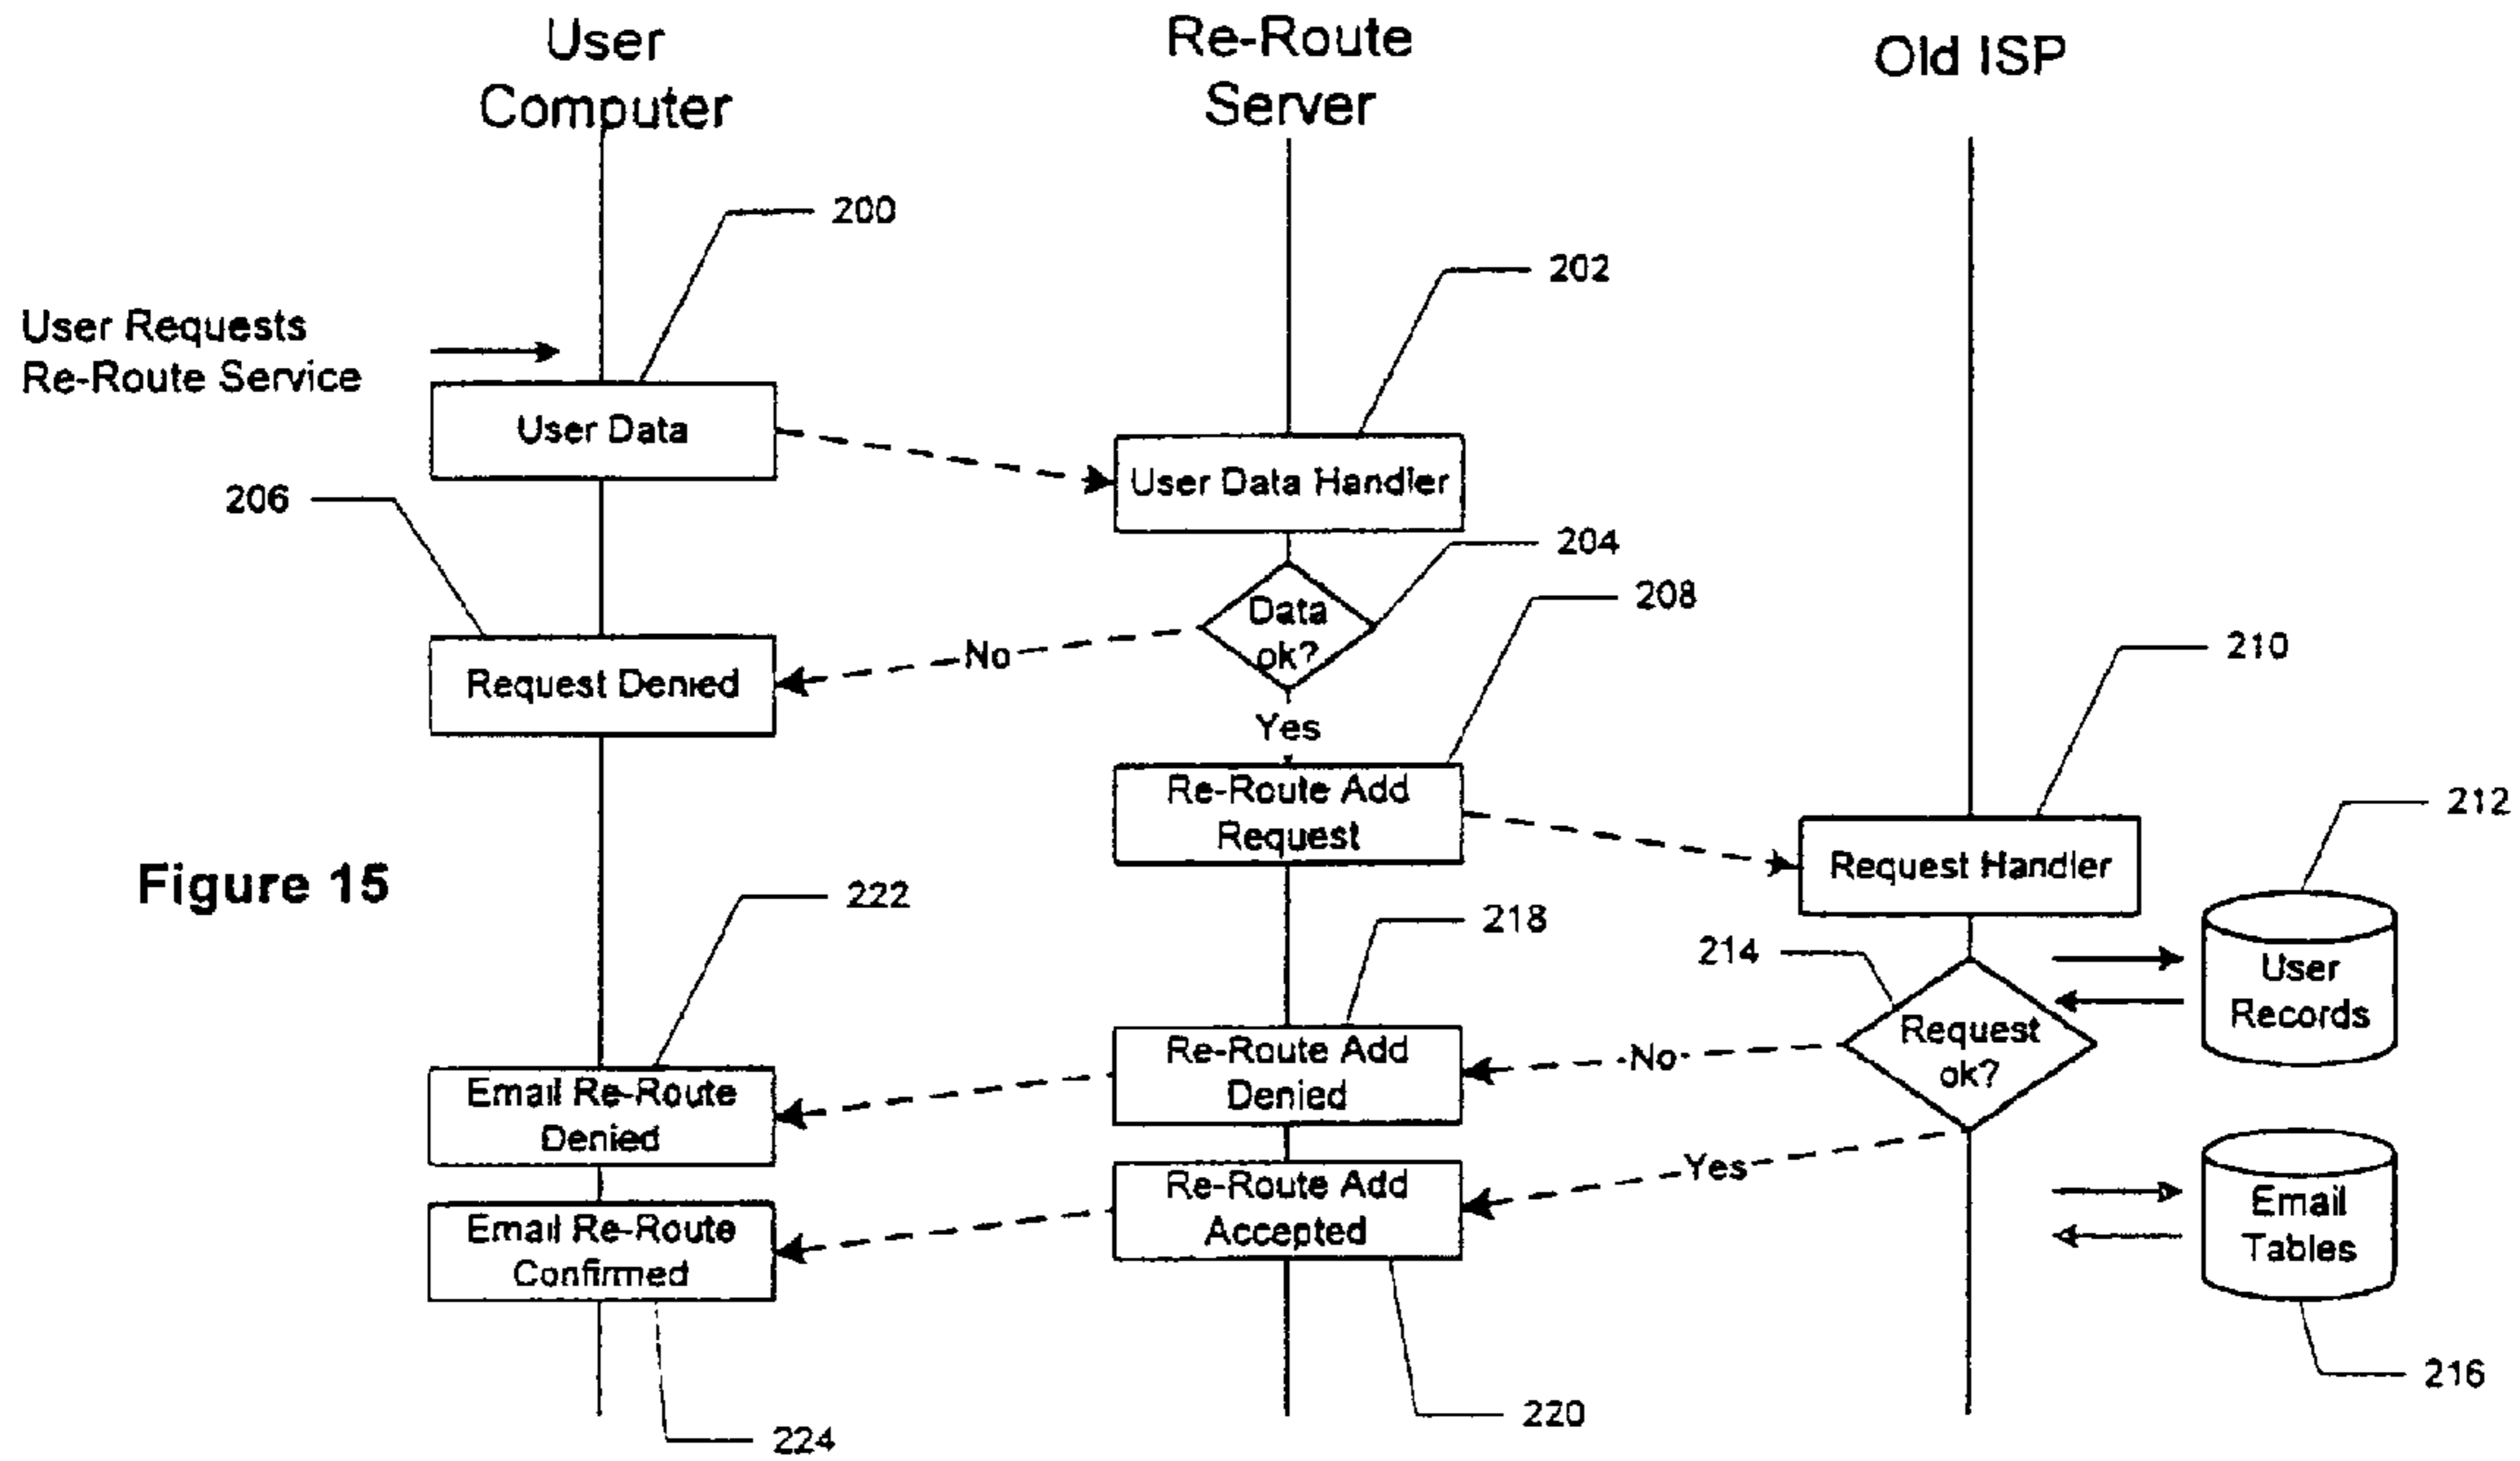 User
Computer
Re-Route
Server
Old ISP
200
202
User Requests
Re-Route Service
User Data
User Data Handler
206
204
Data
ok?
208
No
Request Denied
210
Yes
Re-Route Add
Request
212
Request Handler
Figure 15
222
218
214
User
Records
Request
ok?
No
Re-Route Add
Denied
Email Re-Route
Denied
Yes
Re-Route Add
Accepted
Email
Tables
Email Re-Route
Confirmed
216
220
224